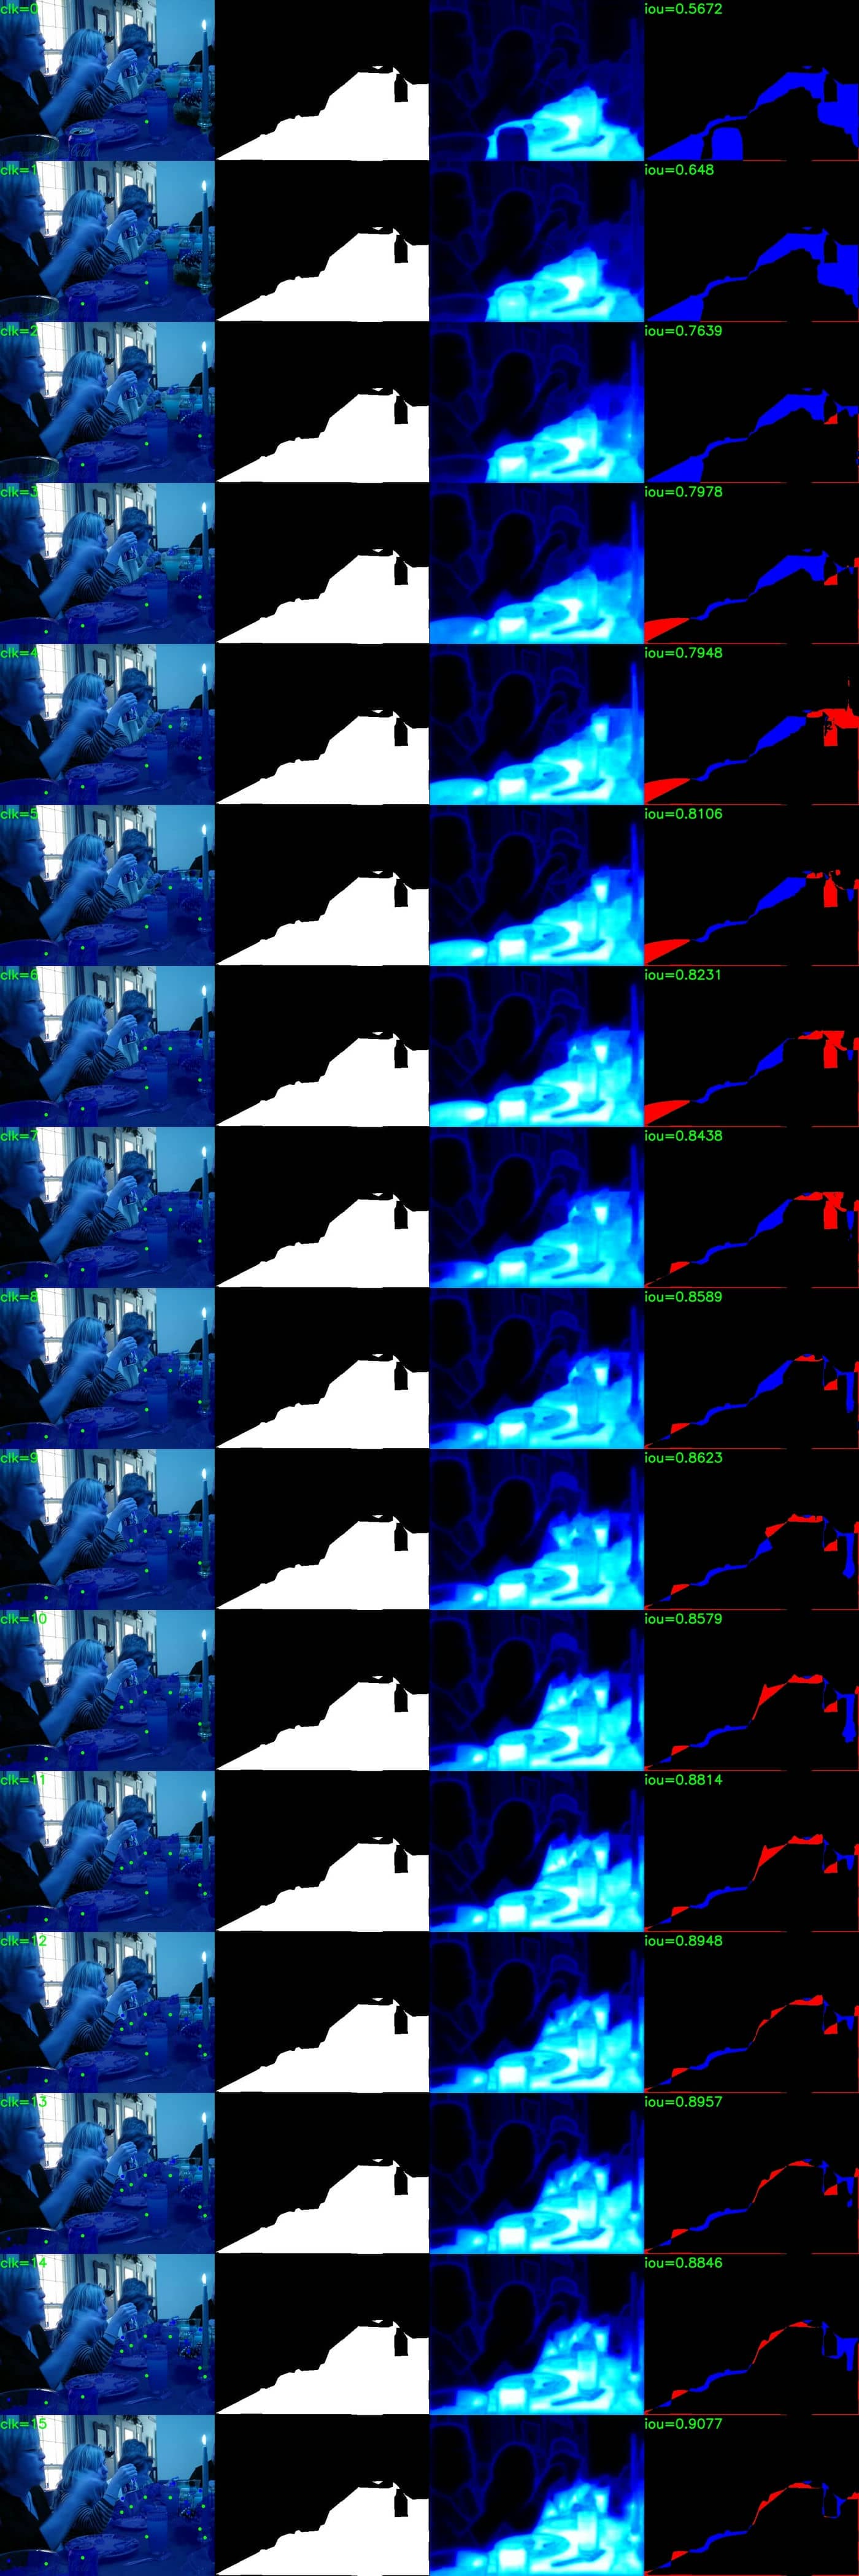 clk=0 iou=0.5672
clk=1 iou=0.648
clk=2 iou=0.7639
clk=3 iou=0.7978
clk=4 iou=0.7948
clk=5 iou=0.8106
clk=6 iou=0.8231
clk=7 iou=0.8438
clk=8 iou=0.8589
clk=9 iou=0.8623
clk=10 iou=0.8579
clk=11 iou=0.8814
clk=12 iou=0.8948
clk=13 iou=0.8957
clk=14 iou=0.8846
clk=15 iou=0.9077